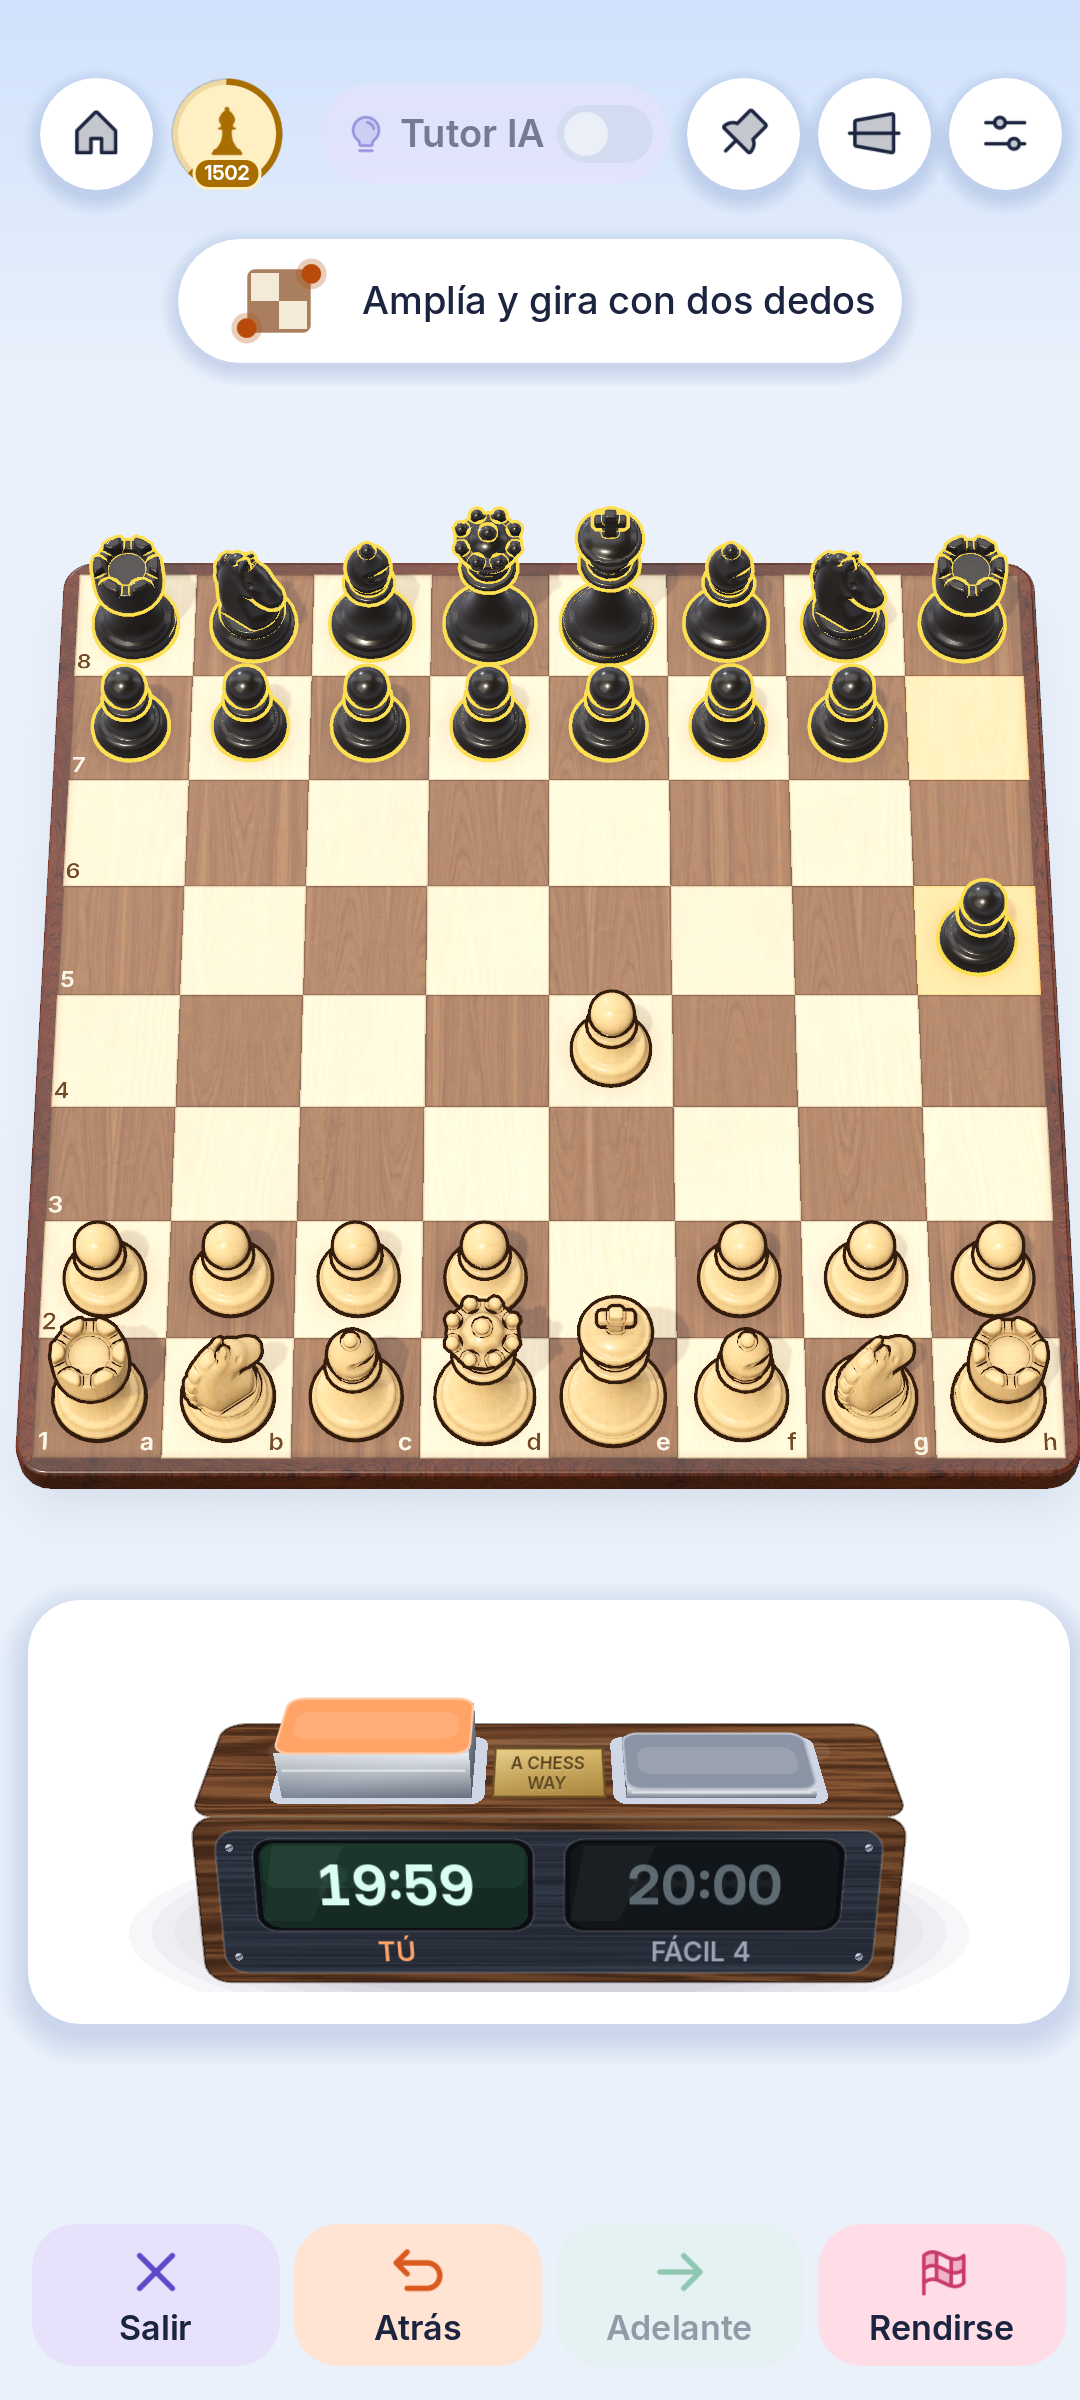 1502
Tutor IA
Amplía y gira con dos dedos
8
7
6
5
4
3
2
1 a b c d e f g h
A CHESS
WAY
19:59 20:00
TÚ FÁCIL 4
Salir Atrás Adelante Rendirse